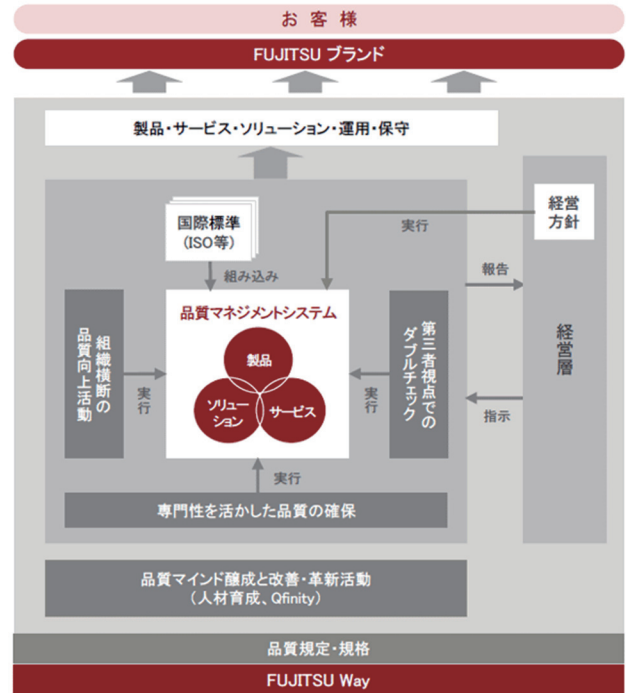 お客様
FUJITSU ブランド
製品・サービス・ソリューション・運用・保守
国際標準
(ISO等)
経営
方針
実行
組み込み
報告
品質マネジメントシステム
製品
ソリュー
ション
サービス
組織横断の
品質向上活動
実行
第三者視点での
ダブルチェック
実行
経営層
指示
実行
専門性を活かした品質の確保
品質マインド醸成と改善・革新活動
(人材育成、Qfinity)
品質規定・規格
FUJITSU Way